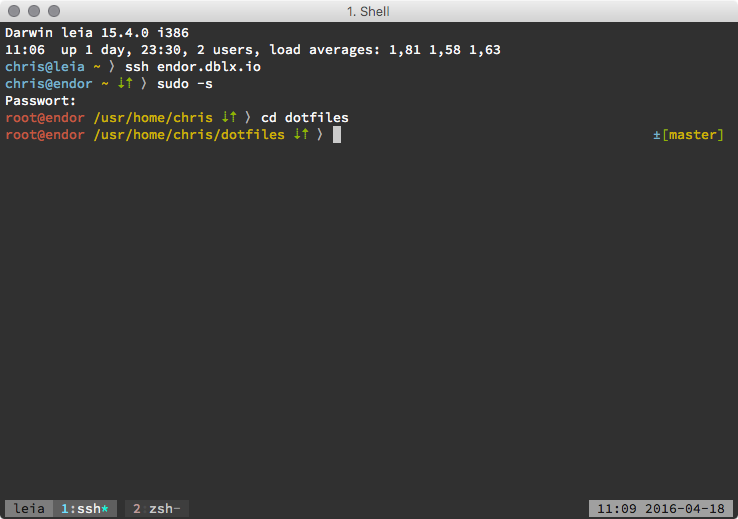 1. Shell
Darwin leia 15.4.0 i386
11:06  up 1 day, 23:30, 2 users, load averages: 1,81 1,58 1,63
chris@leia ~ ⟩ ssh endor.dblx.io
chris@endor ~ ↓↑ ⟩ sudo -s
Passwort:
root@endor /usr/home/chris ↓↑ ⟩ cd dotfiles
root@endor /usr/home/chris/dotfiles ↓↑ ⟩ ±[master]
leia 1:ssh* 2 zsh- 11:09 2016-04-18